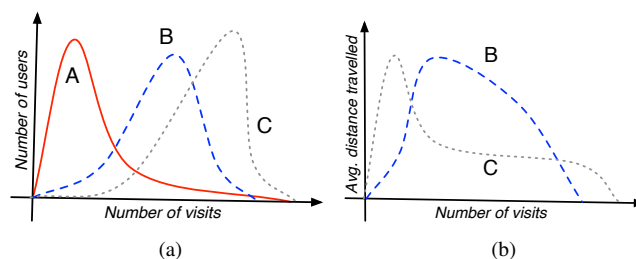 Number of users
A
B
C
Number of visits
(a)
Avg. distance travelled
B
C
Number of visits
(b)